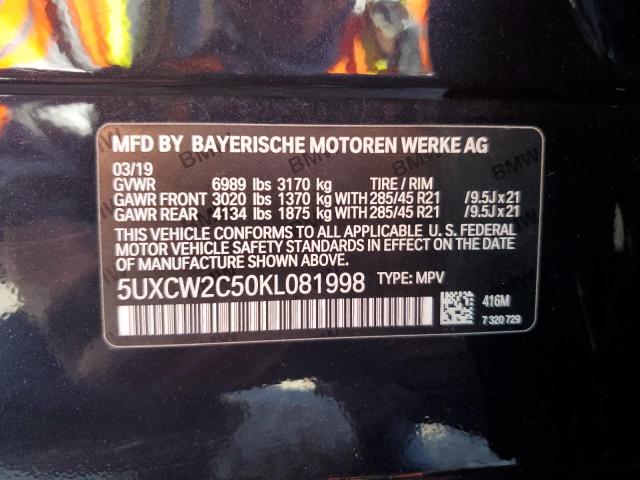 MFD BY BAYERISCHE MOTOREN WERKE AG
03/19
GVWR 6989 lbs 3170 kg TIRE / RIM
GAWR FRONT 3020 lbs 1370 kg WITH 285/45 R21 /9.5J x 21
GAWR REAR 4134 lbs 1875 kg WITH 285/45 R21 /9.5J x 21
THIS VEHICLE CONFORMS TO ALL APPLICABLE U.S. FEDERAL
MOTOR VEHICLE SAFETY STANDARDS IN EFFECT ON THE
DATE OF MANUFACTURE SHOWN ABOVE.
5UXCW2C50KL081998 TYPE: MPV
416M
7 320 729